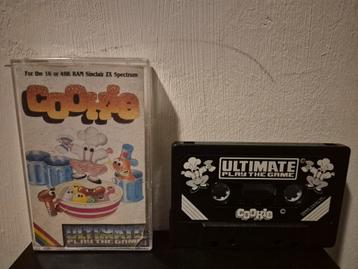 For the 16 or 48K RAM Sinclair ZX Spectrum
COOKIE
ULTIMATE
PLAY THE GAME
ULTIMATE
PLAY THE GAME
COOKIE